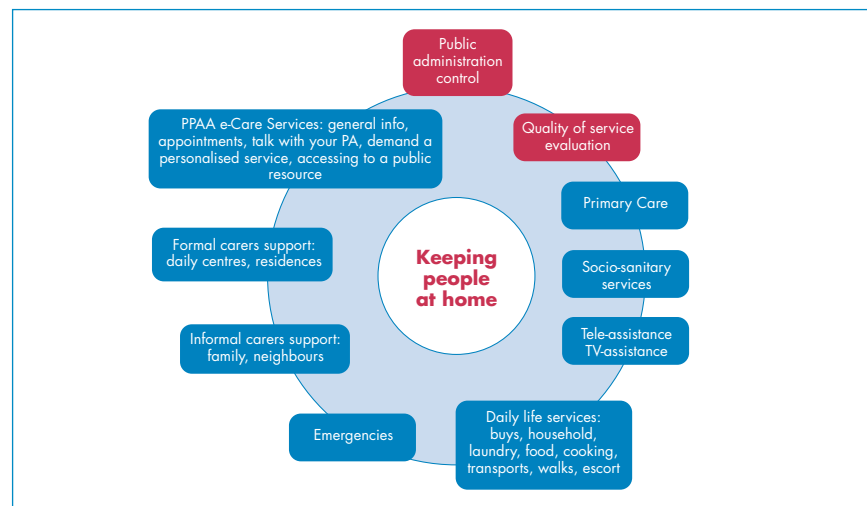 Public
administration
control
PPAA e-Care Services: general info,
appointments, talk with your PA, demand a
personalised service, accessing to a public
resource
Quality of service
evaluation
Primary Care
Formal carers support:
daily centres, residences
Keeping
people
at home
Socio-sanitary
services
Informal carers support:
family, neighbours
Tele-assistance
TV-assistance
Emergencies
Daily life services:
buys, household,
laundry, food, cooking,
transports, walks, escort